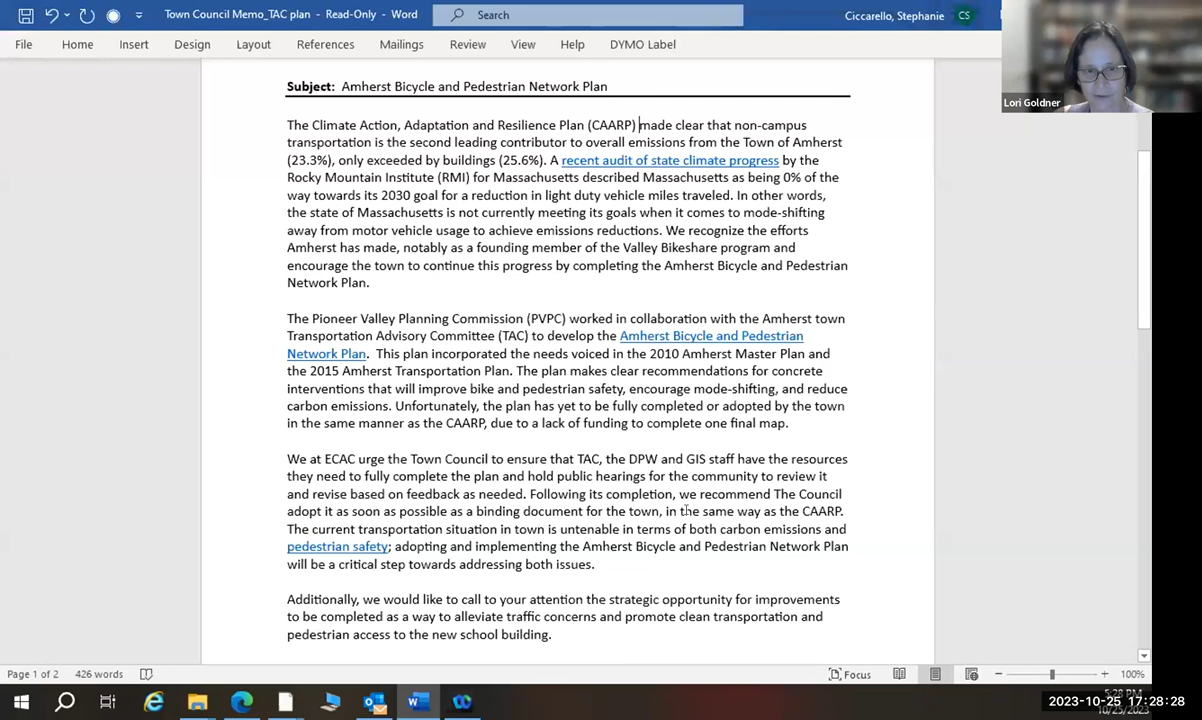 Town Council Memo_TAC plan - Read-Only - Word
Search
Ciccarello, Stephanie
CS
File Home Insert Design Layout References Mailings Review View Help DYMO Label
Lori Goldner
Subject: Amherst Bicycle and Pedestrian Network Plan
The Climate Action, Adaptation and Resilience Plan (CAARP) made clear that non-campus
transportation is the second leading contributor to overall emissions from the Town of Amherst
(23.3%), only exceeded by buildings (25.6%). A recent audit of state climate progress by the
Rocky Mountain Institute (RMI) for Massachusetts described Massachusetts as being 0% of the
way towards its 2030 goal for a reduction in light duty vehicle miles traveled. In other words,
the state of Massachusetts is not currently meeting its goals when it comes to mode-shifting
away from motor vehicle usage to achieve emissions reductions. We recognize the efforts
Amherst has made, notably as a founding member of the Valley Bikeshare program and
encourage the town to continue this progress by completing the Amherst Bicycle and Pedestrian
Network Plan.
The Pioneer Valley Planning Commission (PVPC) worked in collaboration with the Amherst town
Transportation Advisory Committee (TAC) to develop the Amherst Bicycle and Pedestrian
Network Plan. This plan incorporated the needs voiced in the 2010 Amherst Master Plan and
the 2015 Amherst Transportation Plan. The plan makes clear recommendations for concrete
interventions that will improve bike and pedestrian safety, encourage mode-shifting, and reduce
carbon emissions. Unfortunately, the plan has yet to be fully completed or adopted by the town
in the same manner as the CAARP, due to a lack of funding to complete one final map.
We at ECAC urge the Town Council to ensure that TAC, the DPW and GIS staff have the resources
they need to fully complete the plan and hold public hearings for the community to review it
and revise based on feedback as needed. Following its completion, we recommend The Council
adopt it as soon as possible as a binding document for the town, in the same way as the CAARP.
The current transportation situation in town is untenable in terms of both carbon emissions and
pedestrian safety; adopting and implementing the Amherst Bicycle and Pedestrian Network Plan
will be a critical step towards addressing both issues.
Additionally, we would like to call to your attention the strategic opportunity for improvements
to be completed as a way to alleviate traffic concerns and promote clean transportation and
pedestrian access to the new school building.
Page 1 of 2 426 words Focus 100%
5:28 PM
2023-10-25 17:28:28
10/25/2023